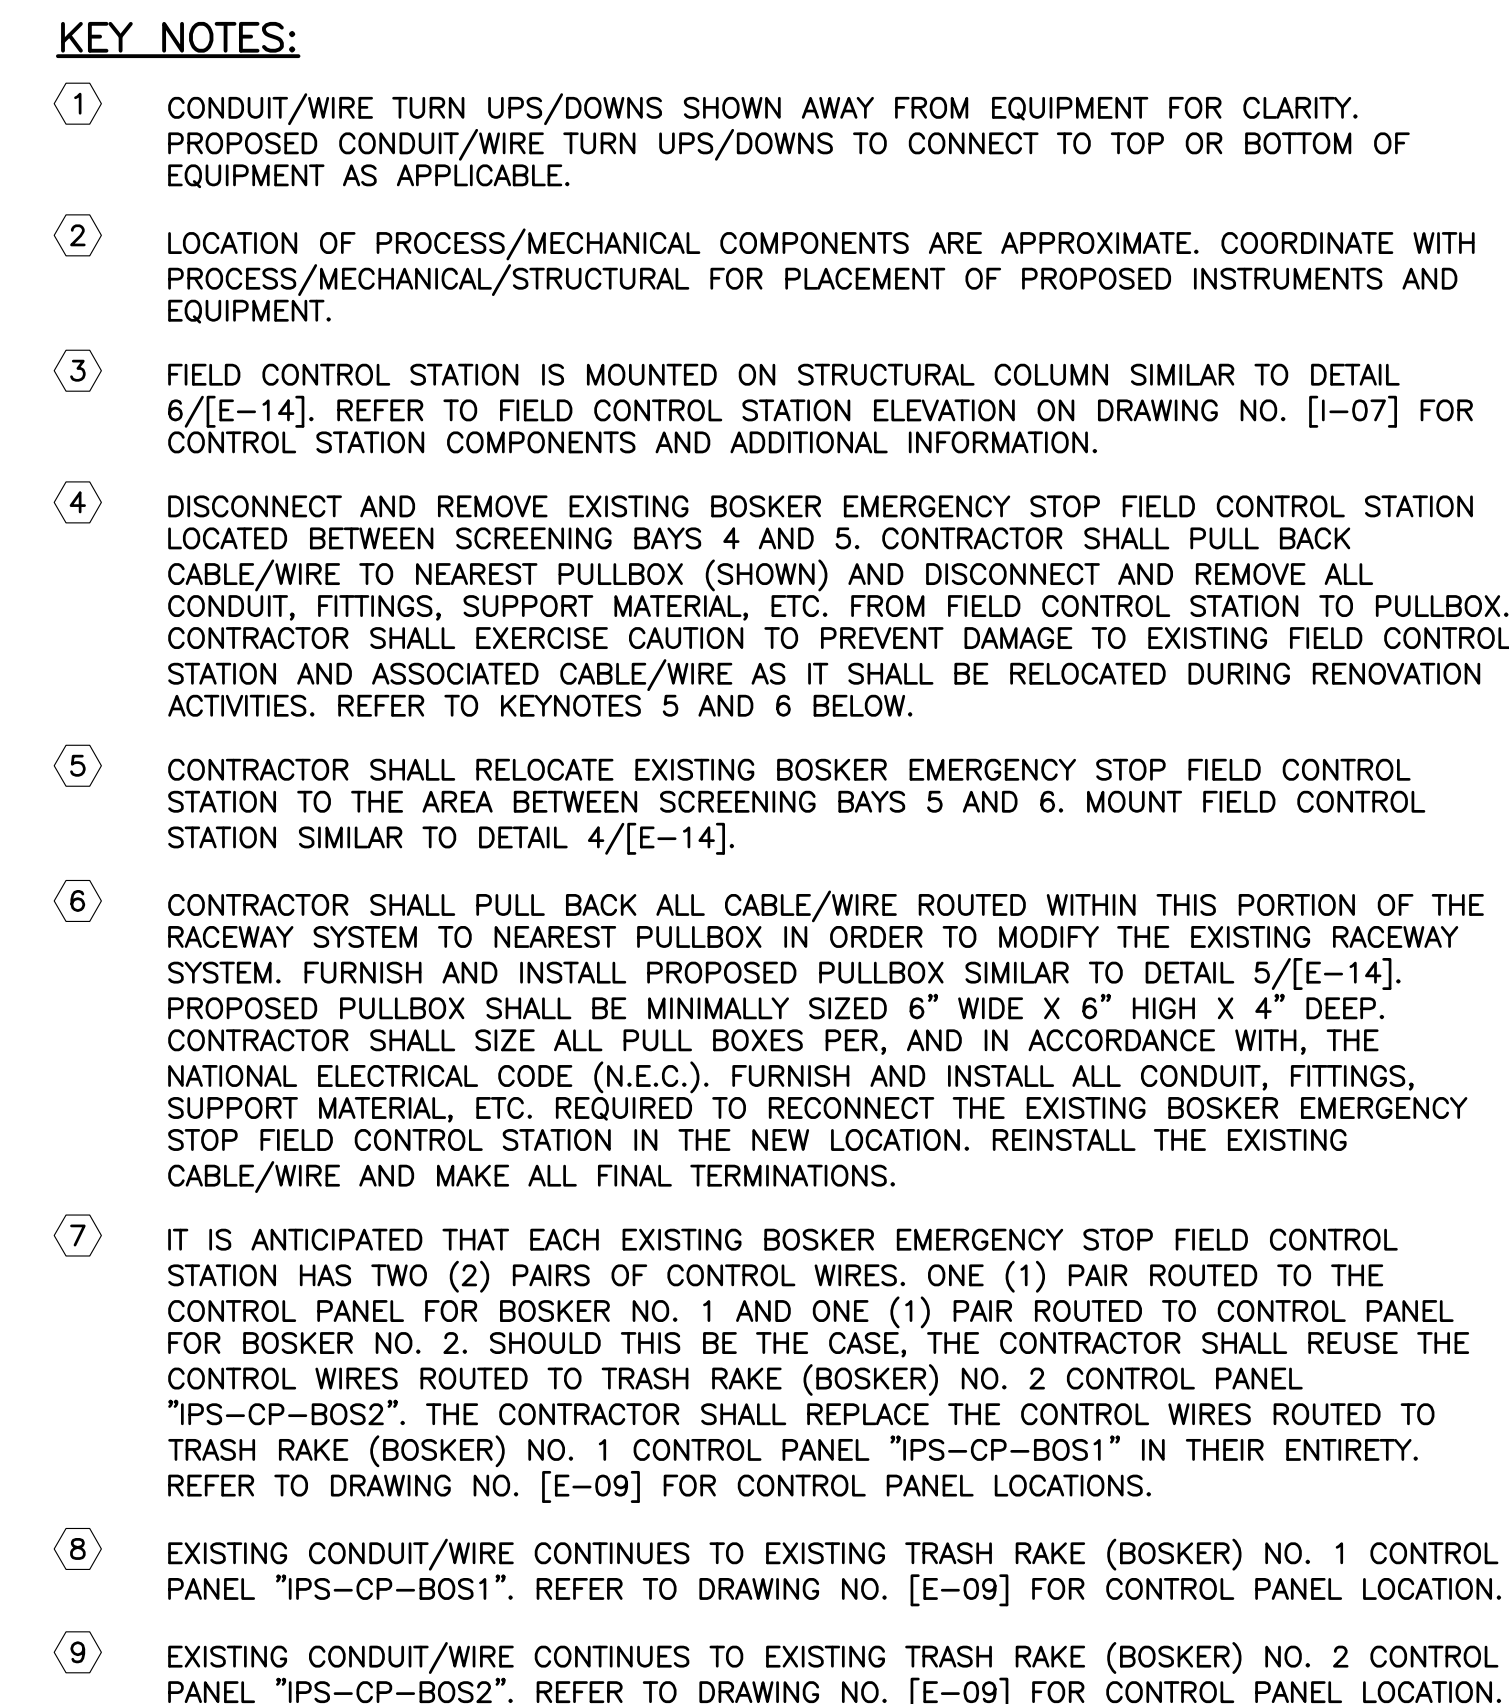 KEY NOTES:
1 CONDUIT/WIRE TURN UPS/DOWNS SHOWN AWAY FROM EQUIPMENT FOR CLARITY.
PROPOSED CONDUIT/WIRE TURN UPS/DOWNS TO CONNECT TO TOP OR BOTTOM OF
EQUIPMENT AS APPLICABLE.
2 LOCATION OF PROCESS/MECHANICAL COMPONENTS ARE APPROXIMATE. COORDINATE WITH
PROCESS/MECHANICAL/STRUCTURAL FOR PLACEMENT OF PROPOSED INSTRUMENTS AND
EQUIPMENT.
3 FIELD CONTROL STATION IS MOUNTED ON STRUCTURAL COLUMN SIMILAR TO DETAIL
6/[E-14]. REFER TO FIELD CONTROL STATION ELEVATION ON DRAWING NO. [I-07] FOR
CONTROL STATION COMPONENTS AND ADDITIONAL INFORMATION.
4 DISCONNECT AND REMOVE EXISTING BOSKER EMERGENCY STOP FIELD CONTROL STATION
LOCATED BETWEEN SCREENING BAYS 4 AND 5. CONTRACTOR SHALL PULL BACK
CABLE/WIRE TO NEAREST PULLBOX (SHOWN) AND DISCONNECT AND REMOVE ALL
CONDUIT, FITTINGS, SUPPORT MATERIAL, ETC. FROM FIELD CONTROL STATION TO PULLBOX.
CONTRACTOR SHALL EXERCISE CAUTION TO PREVENT DAMAGE TO EXISTING FIELD CONTROL
STATION AND ASSOCIATED CABLE/WIRE AS IT SHALL BE RELOCATED DURING RENOVATION
ACTIVITIES. REFER TO KEYNOTES 5 AND 6 BELOW.
5 CONTRACTOR SHALL RELOCATE EXISTING BOSKER EMERGENCY STOP FIELD CONTROL
STATION TO THE AREA BETWEEN SCREENING BAYS 5 AND 6. MOUNT FIELD CONTROL
STATION SIMILAR TO DETAIL 4/[E-14].
6 CONTRACTOR SHALL PULL BACK ALL CABLE/WIRE ROUTED WITHIN THIS PORTION OF THE
RACEWAY SYSTEM TO NEAREST PULLBOX IN ORDER TO MODIFY THE EXISTING RACEWAY
SYSTEM. FURNISH AND INSTALL PROPOSED PULLBOX SIMILAR TO DETAIL 5/[E-14].
PROPOSED PULLBOX SHALL BE MINIMALLY SIZED 6" WIDE X 6" HIGH X 4" DEEP.
CONTRACTOR SHALL SIZE ALL PULL BOXES PER, AND IN ACCORDANCE WITH, THE
NATIONAL ELECTRICAL CODE (N.E.C.). FURNISH AND INSTALL ALL CONDUIT, FITTINGS,
SUPPORT MATERIAL, ETC. REQUIRED TO RECONNECT THE EXISTING BOSKER EMERGENCY
STOP FIELD CONTROL STATION IN THE NEW LOCATION. REINSTALL THE EXISTING
CABLE/WIRE AND MAKE ALL FINAL TERMINATIONS.
7 IT IS ANTICIPATED THAT EACH EXISTING BOSKER EMERGENCY STOP FIELD CONTROL
STATION HAS TWO (2) PAIRS OF CONTROL WIRES. ONE (1) PAIR ROUTED TO THE
CONTROL PANEL FOR BOSKER NO. 1 AND ONE (1) PAIR ROUTED TO CONTROL PANEL
FOR BOSKER NO. 2. SHOULD THIS BE THE CASE, THE CONTRACTOR SHALL REUSE THE
CONTROL WIRES ROUTED TO TRASH RAKE (BOSKER) NO. 2 CONTROL PANEL
"IPS-CP-BOS2". THE CONTRACTOR SHALL REPLACE THE CONTROL WIRES ROUTED TO
TRASH RAKE (BOSKER) NO. 1 CONTROL PANEL "IPS-CP-BOS1" IN THEIR ENTIRETY.
REFER TO DRAWING NO. [E-09] FOR CONTROL PANEL LOCATIONS.
8 EXISTING CONDUIT/WIRE CONTINUES TO EXISTING TRASH RAKE (BOSKER) NO. 1 CONTROL
PANEL "IPS-CP-BOS1". REFER TO DRAWING NO. [E-09] FOR CONTROL PANEL LOCATION.
9 EXISTING CONDUIT/WIRE CONTINUES TO EXISTING TRASH RAKE (BOSKER) NO. 2 CONTROL
PANEL "IPS-CP-BOS2". REFER TO DRAWING NO. [E-09] FOR CONTROL PANEL LOCATION.